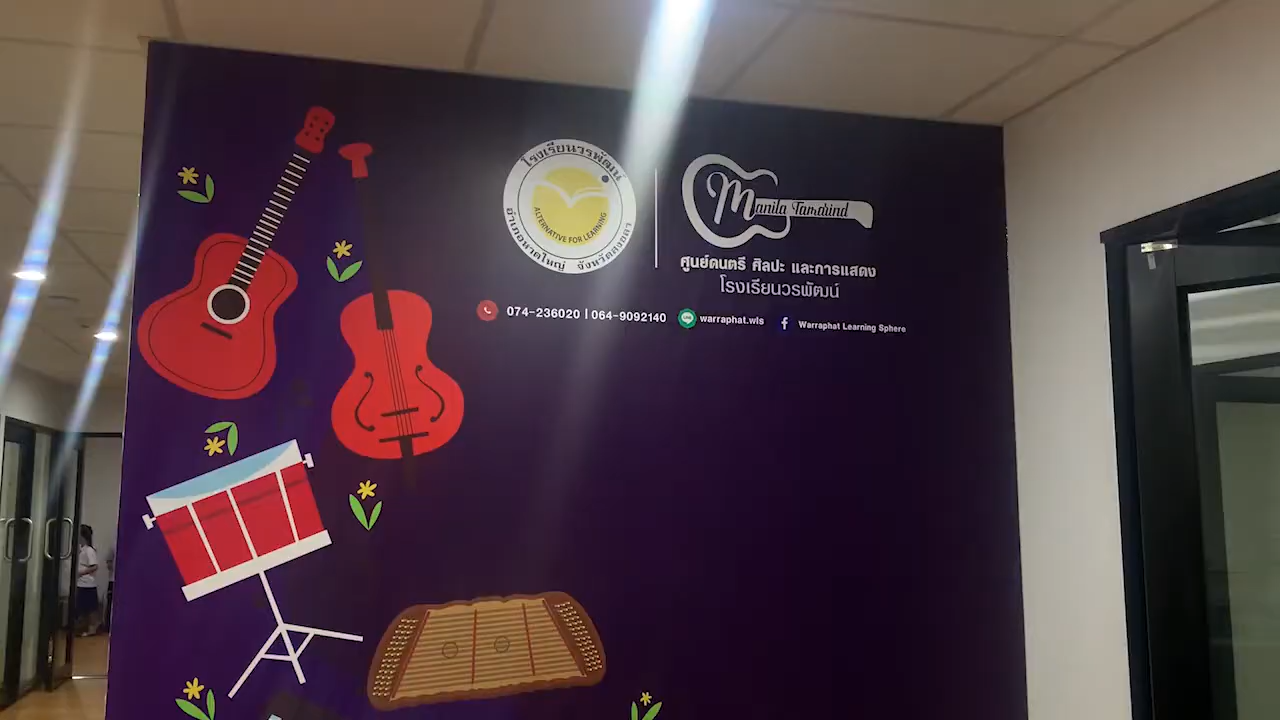 โรงเรียนวรพัฒน์
ALTERNATIVE FOR LEARNING
อำเภอหาดใหญ่ จังหวัดสงขลา
Manila Tamarind
ศูนย์ดนตรี ศิลปะ และการแสดง
โรงเรียนวรพัฒน์
074-236020 | 064-9092140 LINE warraphat.wls f Warraphat Learning Sphere